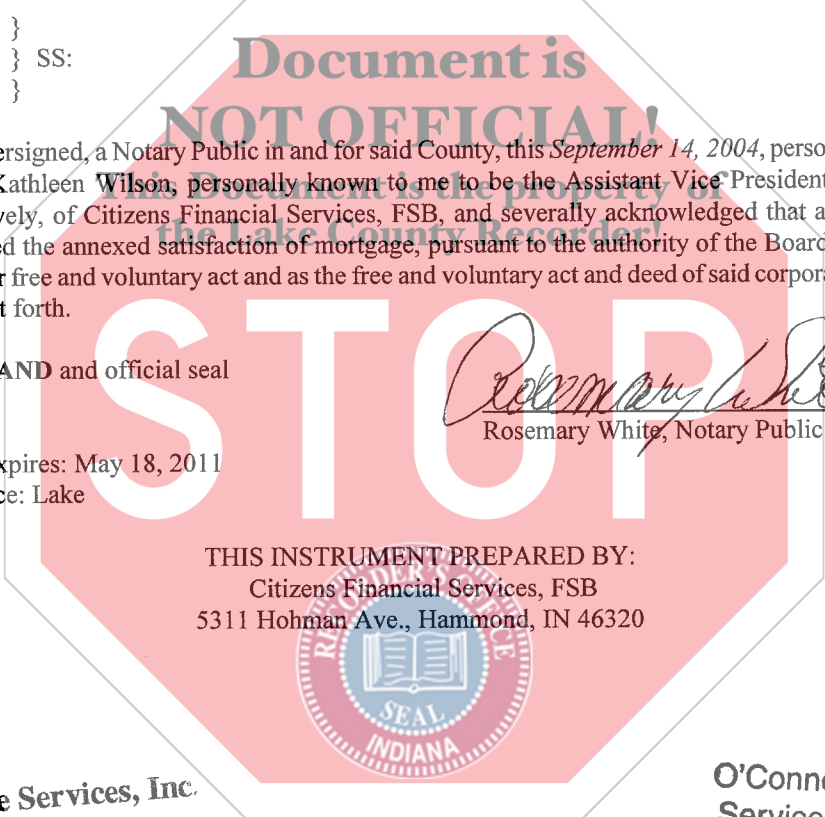 }
} SS:
}
Document is
NOT OFFICIAL!
ersigned, a Notary Public in and for said County, this September 14, 2004, perso
Kathleen Wilson, personally known to me to be the Assistant Vice President
This Document is the property of
vely, of Citizens Financial Services, FSB, and severally acknowledged that a
the Lake County Recorder!
ed the annexed satisfaction of mortgage, pursuant to the authority of the Board
r free and voluntary act and as the free and voluntary act and deed of said corpora
t forth.
STOP
AND and official seal
Rosemary White
Rosemary White, Notary Public
xpires: May 18, 2011
ce: Lake
THIS INSTRUMENT PREPARED BY:
Citizens Financial Services, FSB
5311 Hohman Ave., Hammond, IN 46320
RECORDER'S OFFICE
SEAL
INDIANA
e Services, Inc.
O'Conne
Service